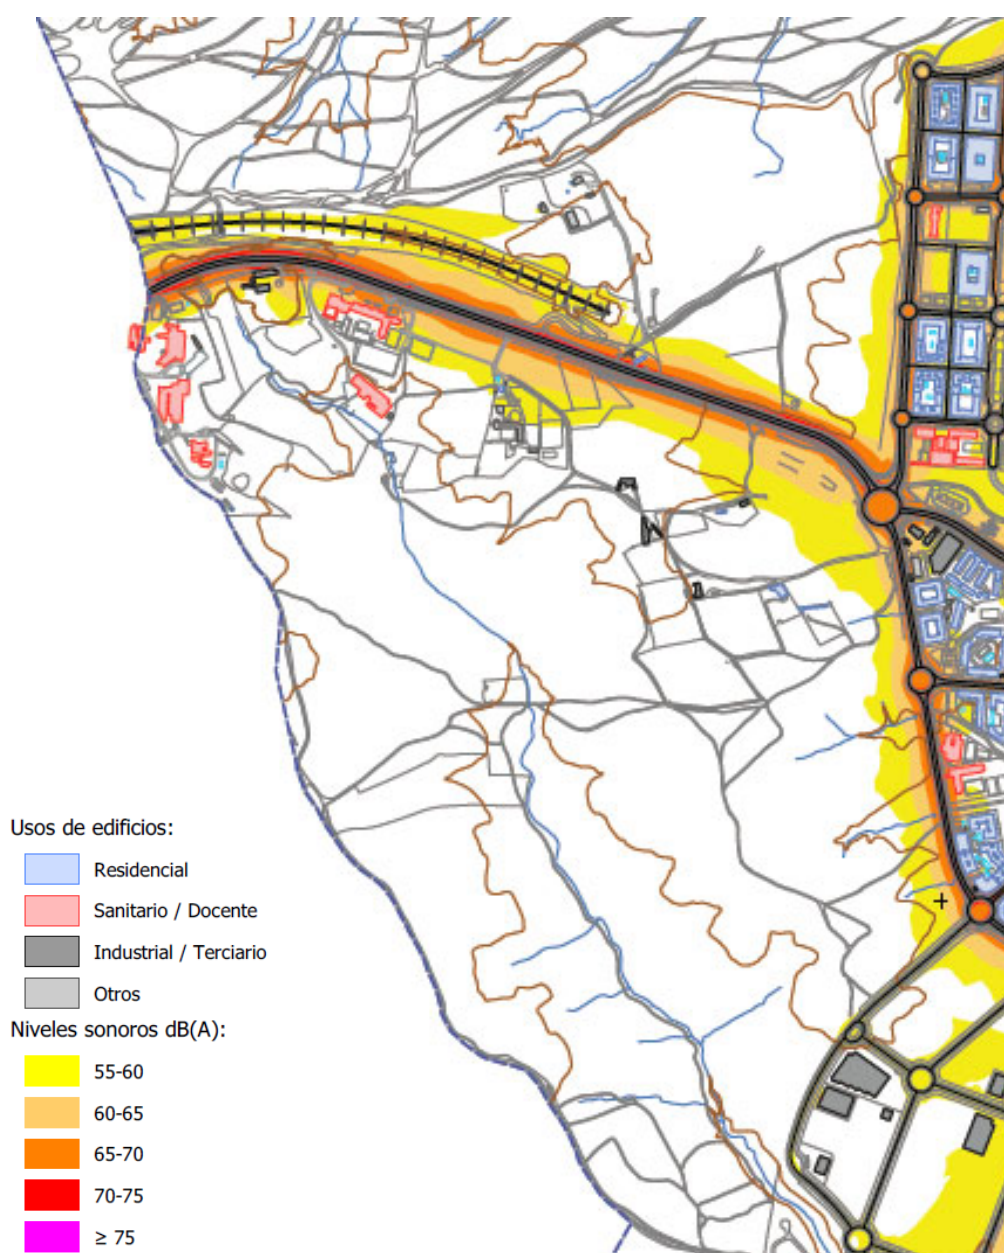 Usos de edificios:
Residencial
Sanitario / Docente
Industrial / Terciario
Otros
Niveles sonoros dB(A):
55-60
60-65
65-70
70-75
≥ 75